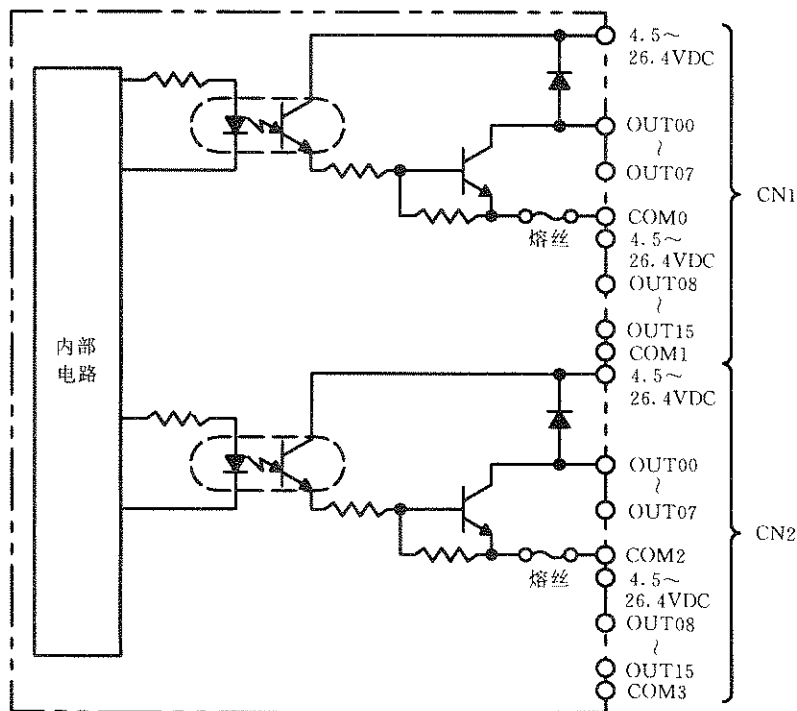 4.5～
26.4VDC
OUT00
～
OUT07
COM0
熔丝
4.5～
26.4VDC
OUT08
～
OUT15
COM1
CN1
内部
电路
4.5～
26.4VDC
OUT00
～
OUT07
COM2
熔丝
4.5～
26.4VDC
OUT08
～
OUT15
COM3
CN2